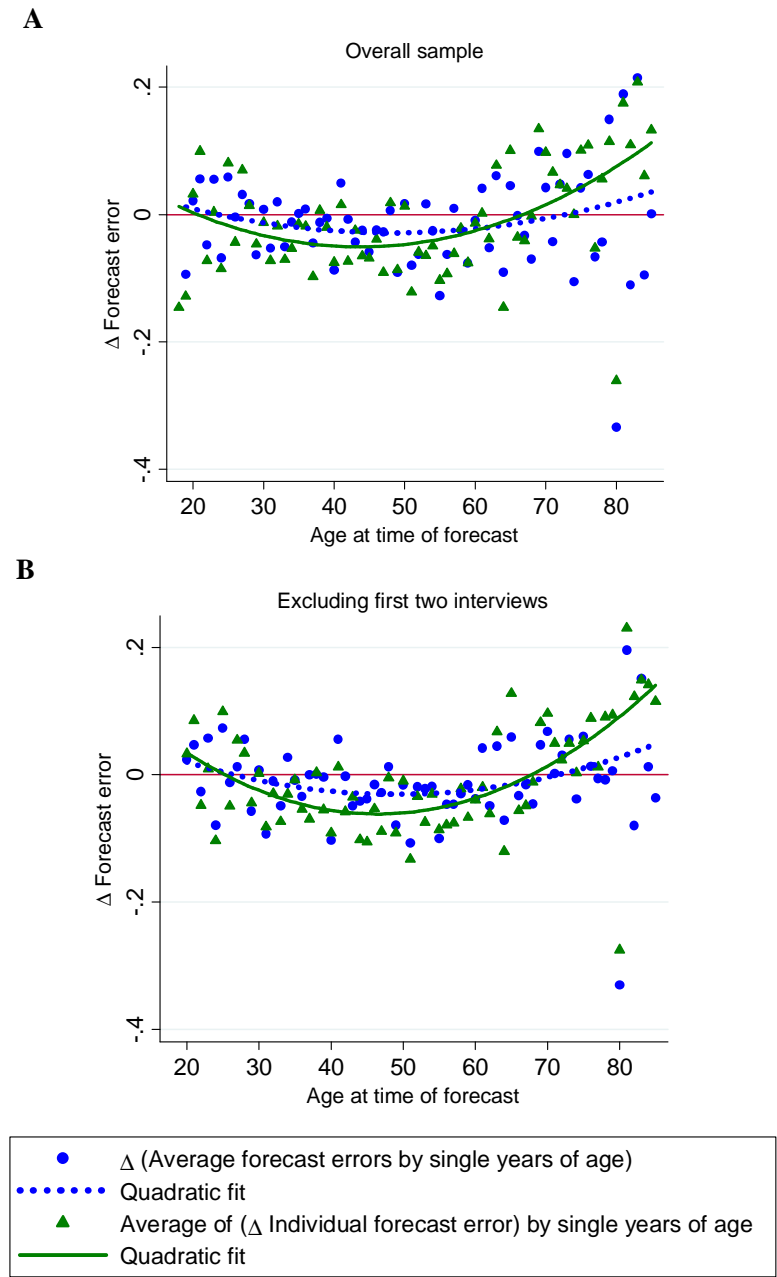 A
Overall sample
.2
0
-.2
-.4
Δ Forecast error
20 30 40 50 60 70 80
Age at time of forecast
B
Excluding first two interviews
.2
0
-.2
-.4
Δ Forecast error
20 30 40 50 60 70 80
Age at time of forecast
Δ (Average forecast errors by single years of age)
Quadratic fit
Average of (Δ Individual forecast error) by single years of age
Quadratic fit